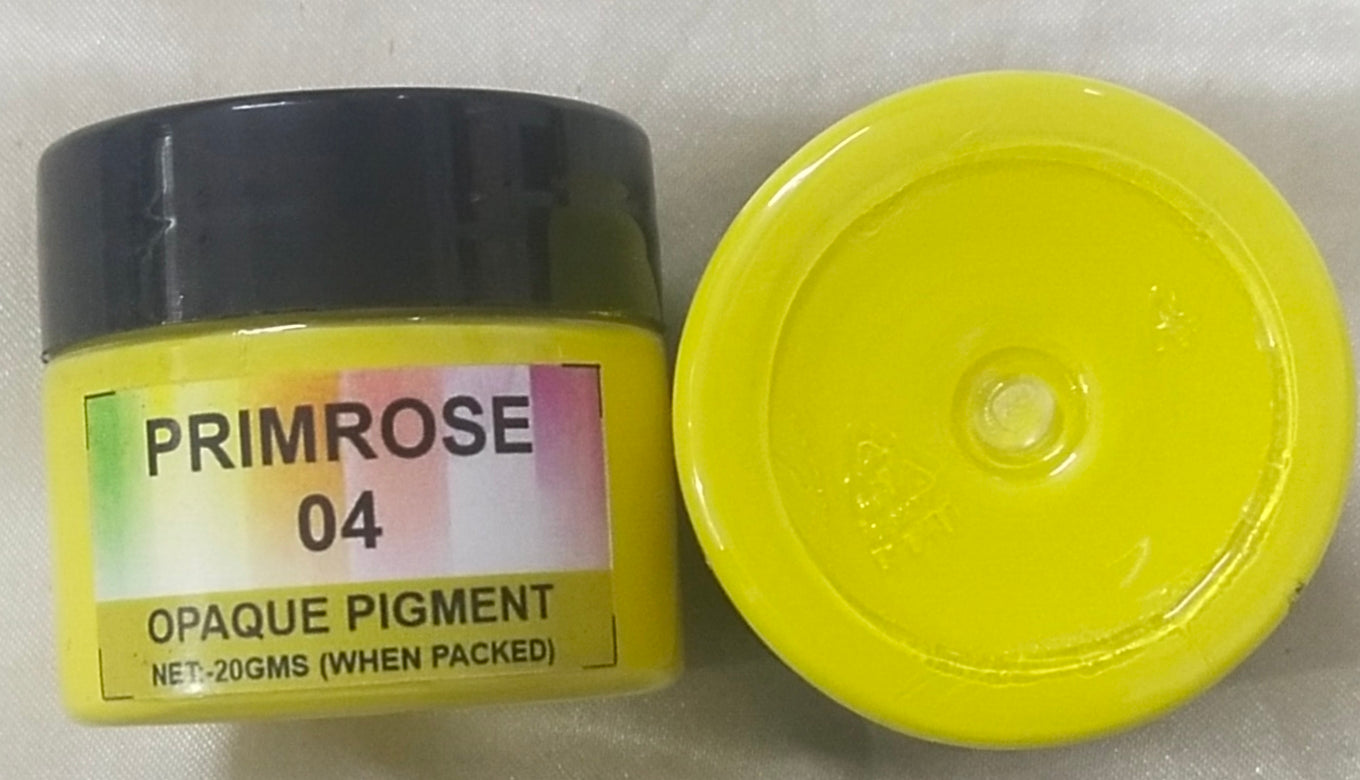 PRIMROSE
04
OPAQUE PIGMENT
NET:-20GMS (WHEN PACKED)